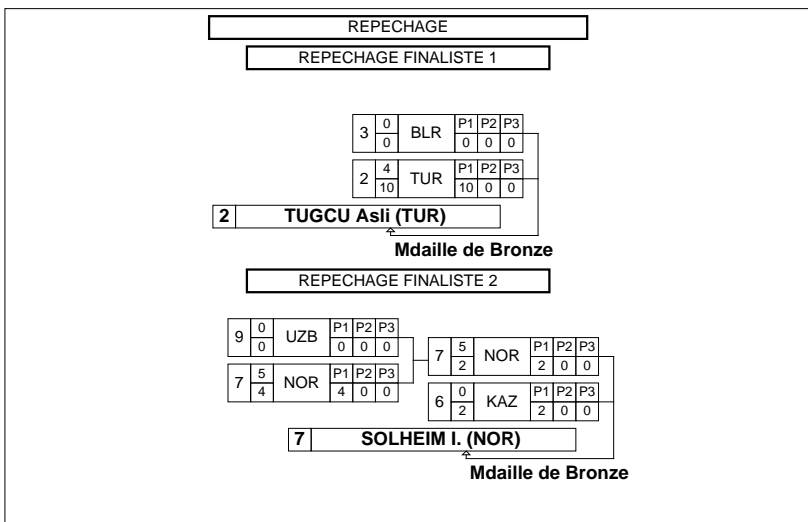 REPECHAGE
REPECHAGE FINALISTE 1
3 0 BLR P1 P2 P3
0 0 0 0
2 4 TUR P1 P2 P3
10 10 0 0
2 TUGCU Asli (TUR)
Mdaille de Bronze
REPECHAGE FINALISTE 2
9 0 UZB P1 P2 P3
0 0 0 0
7 5 NOR P1 P2 P3
4 4 0 0
7 5 NOR P1 P2 P3
2 2 0 0
6 0 KAZ P1 P2 P3
2 2 0 0
7 SOLHEIM I. (NOR)
Mdaille de Bronze